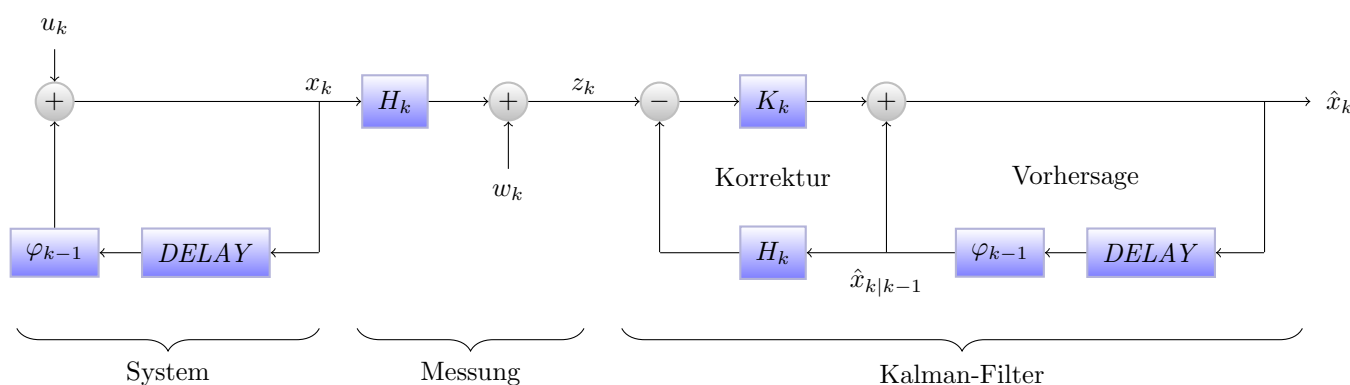 u_k
+
x_k
H_k
+
z_k
−
K_k
+
x̂_k
w_k
Korrektur
Vorhersage
φ_{k−1}
DELAY
H_k
x̂_{k|k−1}
φ_{k−1}
DELAY
System
Messung
Kalman-Filter